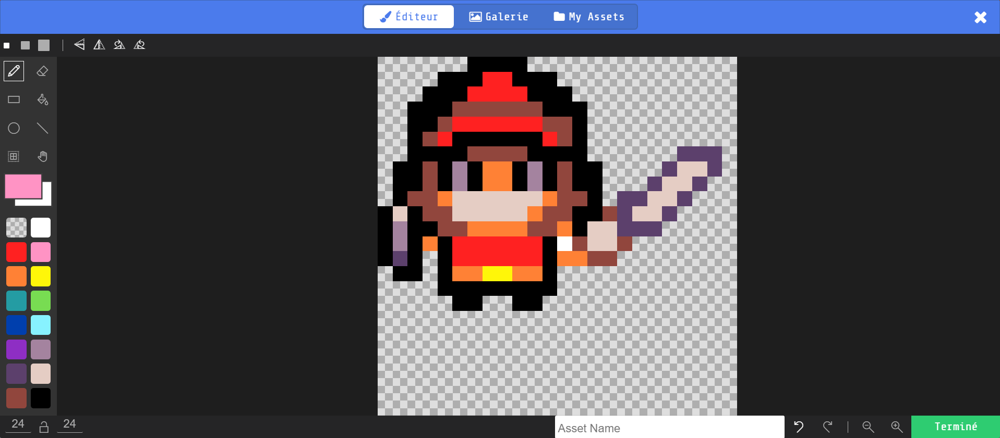 Éditeur
Galerie
My Assets
24
24
Asset Name
Terminé